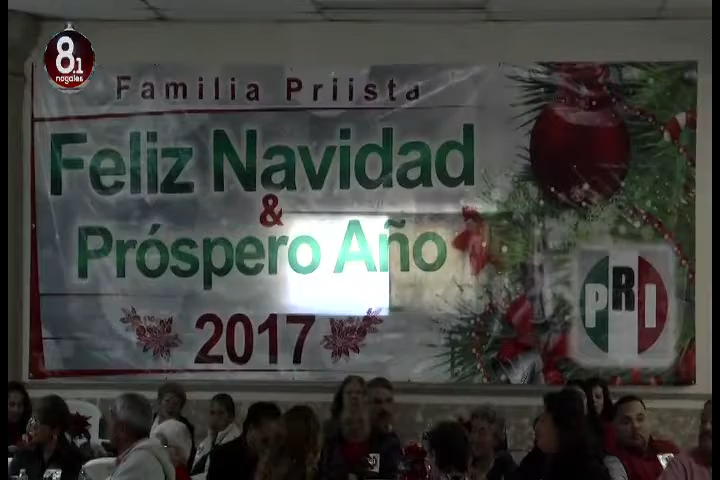 8.1
nogales
Familia Priista
Feliz Navidad
&
Próspero Año
2017
PRI